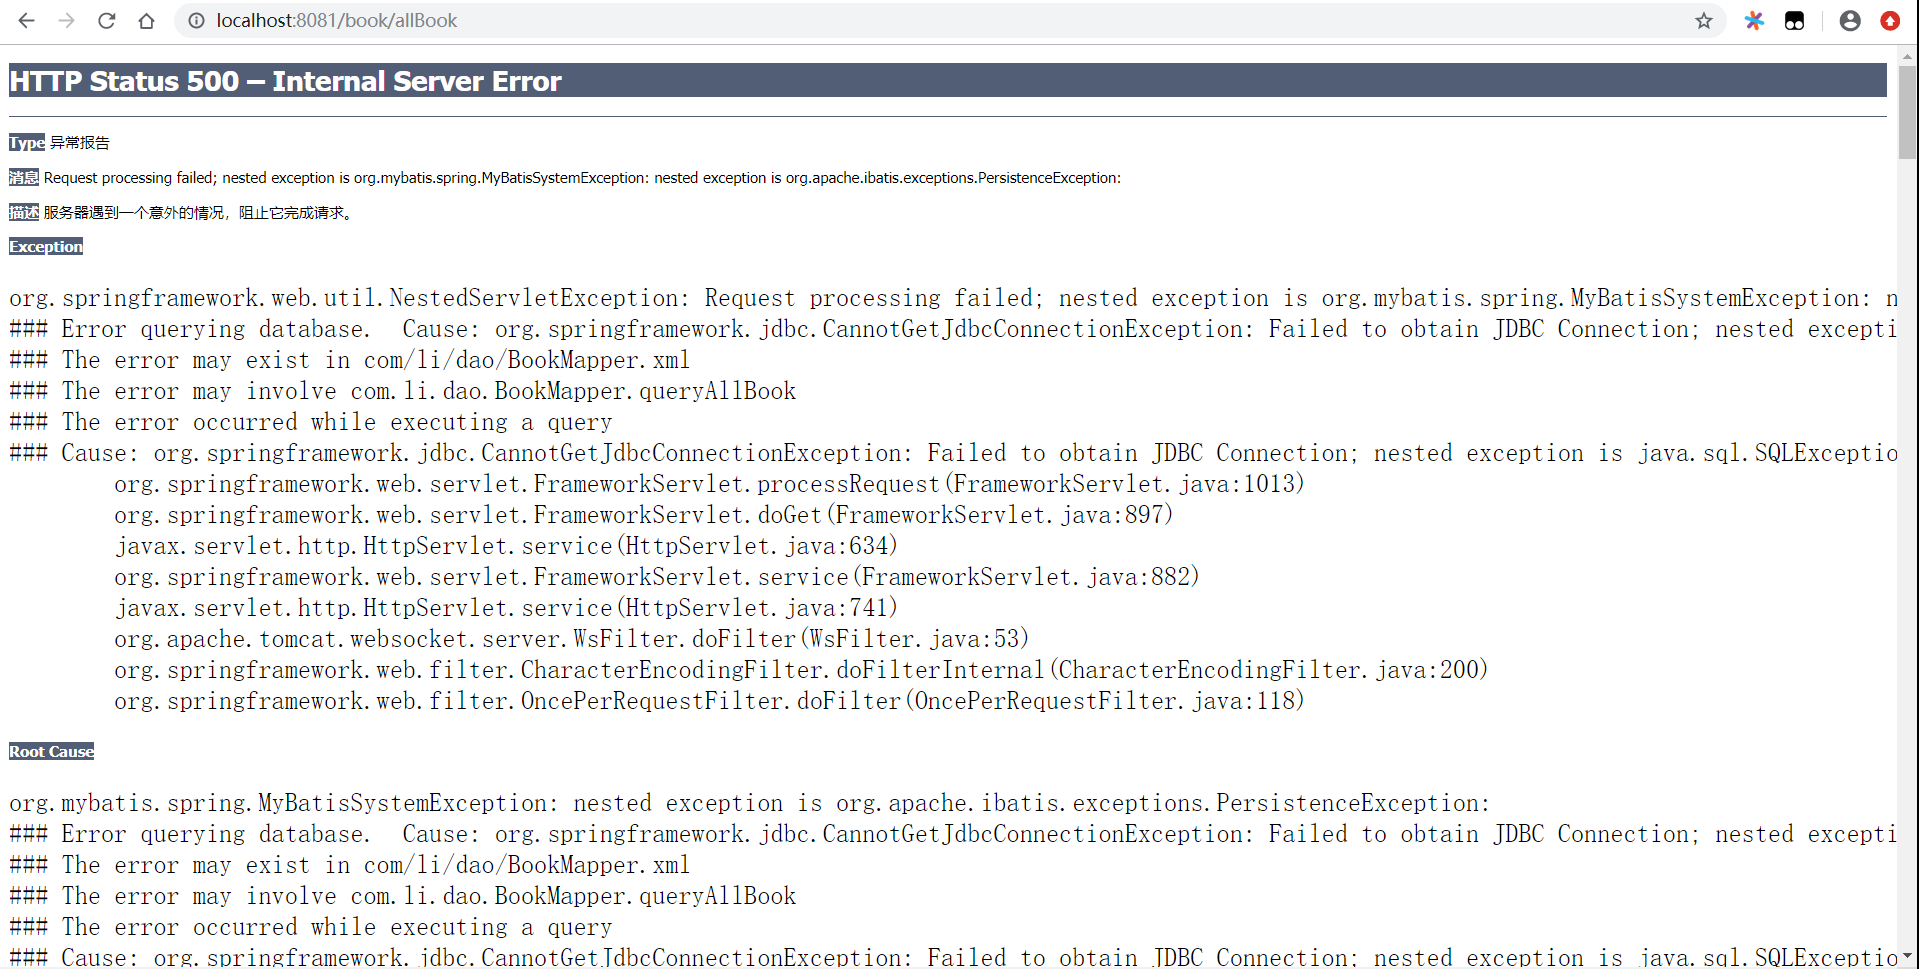 localhost:8081/book/allBook
HTTP Status 500 – Internal Server Error
Type 异常报告
消息 Request processing failed; nested exception is org.mybatis.spring.MyBatisSystemException: nested exception is org.apache.ibatis.exceptions.PersistenceException:
描述 服务器遇到一个意外的情况，阻止它完成请求。
Exception
org.springframework.web.util.NestedServletException: Request processing failed; nested exception is org.mybatis.spring.MyBatisSystemException: n
### Error querying database.  Cause: org.springframework.jdbc.CannotGetJdbcConnectionException: Failed to obtain JDBC Connection; nested excepti
### The error may exist in com/li/dao/BookMapper.xml
### The error may involve com.li.dao.BookMapper.queryAllBook
### The error occurred while executing a query
### Cause: org.springframework.jdbc.CannotGetJdbcConnectionException: Failed to obtain JDBC Connection; nested exception is java.sql.SQLExceptio
org.springframework.web.servlet.FrameworkServlet.processRequest(FrameworkServlet.java:1013)
org.springframework.web.servlet.FrameworkServlet.doGet(FrameworkServlet.java:897)
javax.servlet.http.HttpServlet.service(HttpServlet.java:634)
org.springframework.web.servlet.FrameworkServlet.service(FrameworkServlet.java:882)
javax.servlet.http.HttpServlet.service(HttpServlet.java:741)
org.apache.tomcat.websocket.server.WsFilter.doFilter(WsFilter.java:53)
org.springframework.web.filter.CharacterEncodingFilter.doFilterInternal(CharacterEncodingFilter.java:200)
org.springframework.web.filter.OncePerRequestFilter.doFilter(OncePerRequestFilter.java:118)
Root Cause
org.mybatis.spring.MyBatisSystemException: nested exception is org.apache.ibatis.exceptions.PersistenceException:
### Error querying database.  Cause: org.springframework.jdbc.CannotGetJdbcConnectionException: Failed to obtain JDBC Connection; nested excepti
### The error may exist in com/li/dao/BookMapper.xml
### The error may involve com.li.dao.BookMapper.queryAllBook
### The error occurred while executing a query
### Cause: org.springframework.jdbc.CannotGetJdbcConnectionException: Failed to obtain JDBC Connection; nested exception is java.sql.SQLExceptio